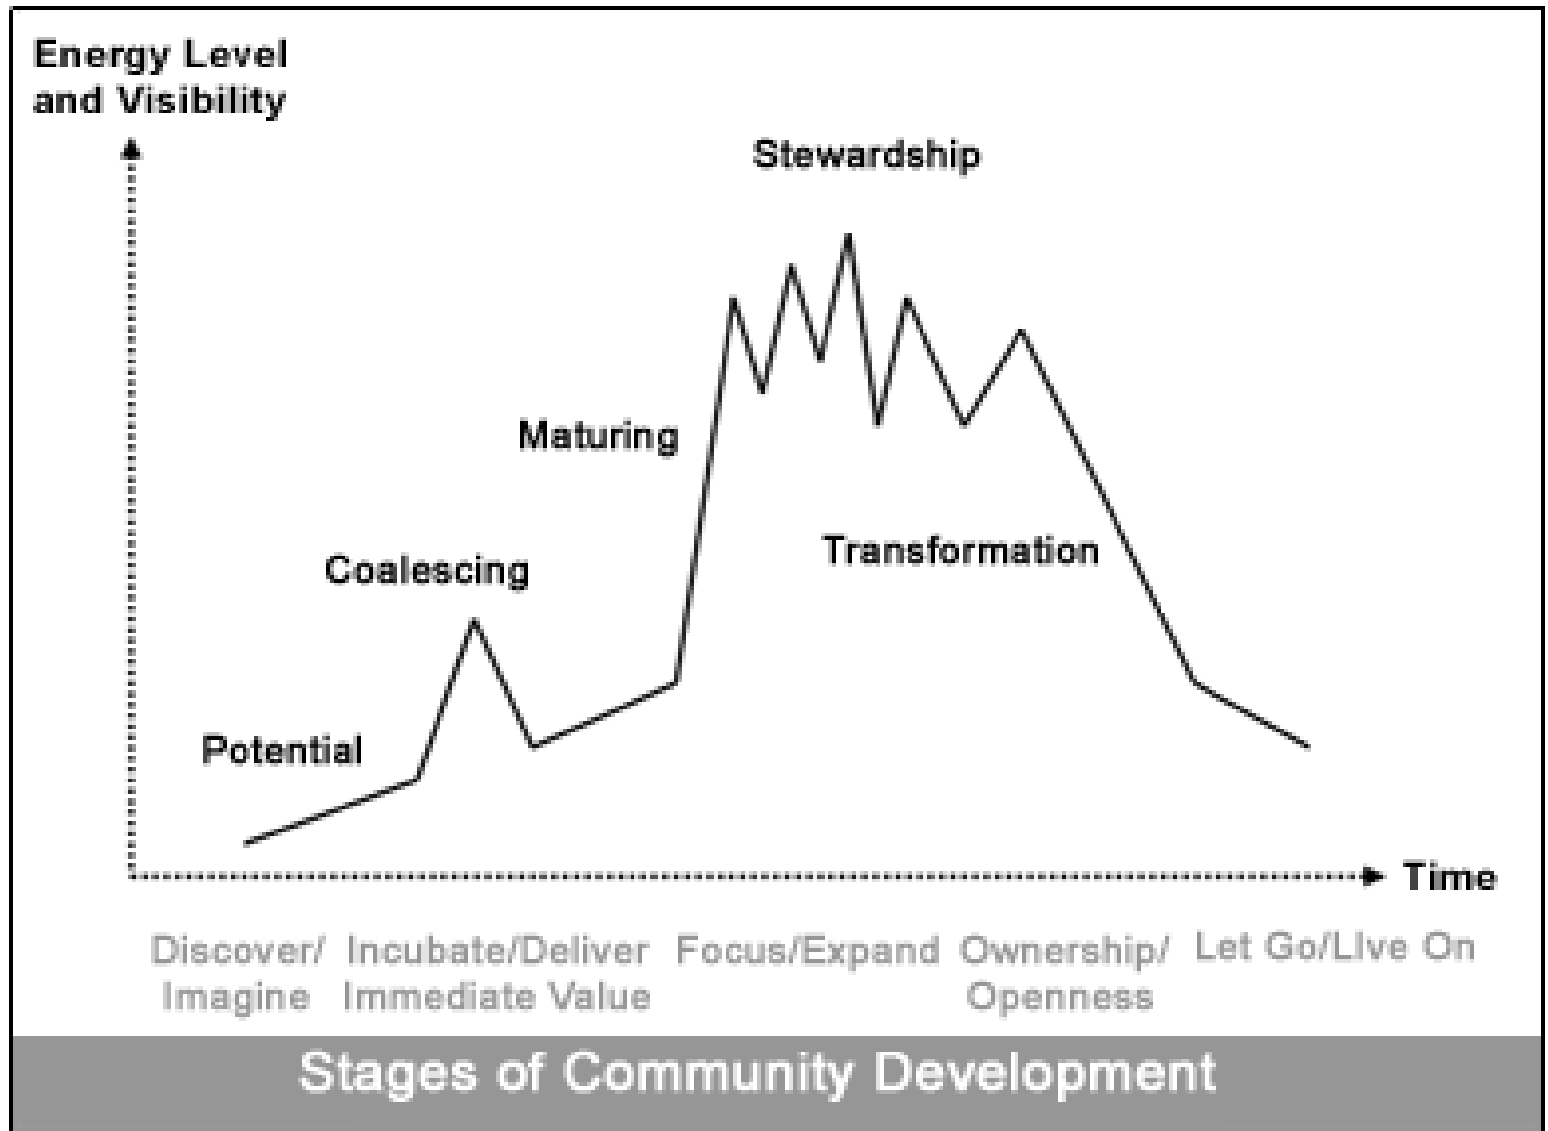 Energy Level
and Visibility
Stewardship
Maturing
Coalescing
Transformation
Potential
Time
Discover/
Imagine
Incubate/Deliver
Immediate Value
Focus/Expand
Ownership/
Openness
Let Go/LIve On
Stages of Community Development